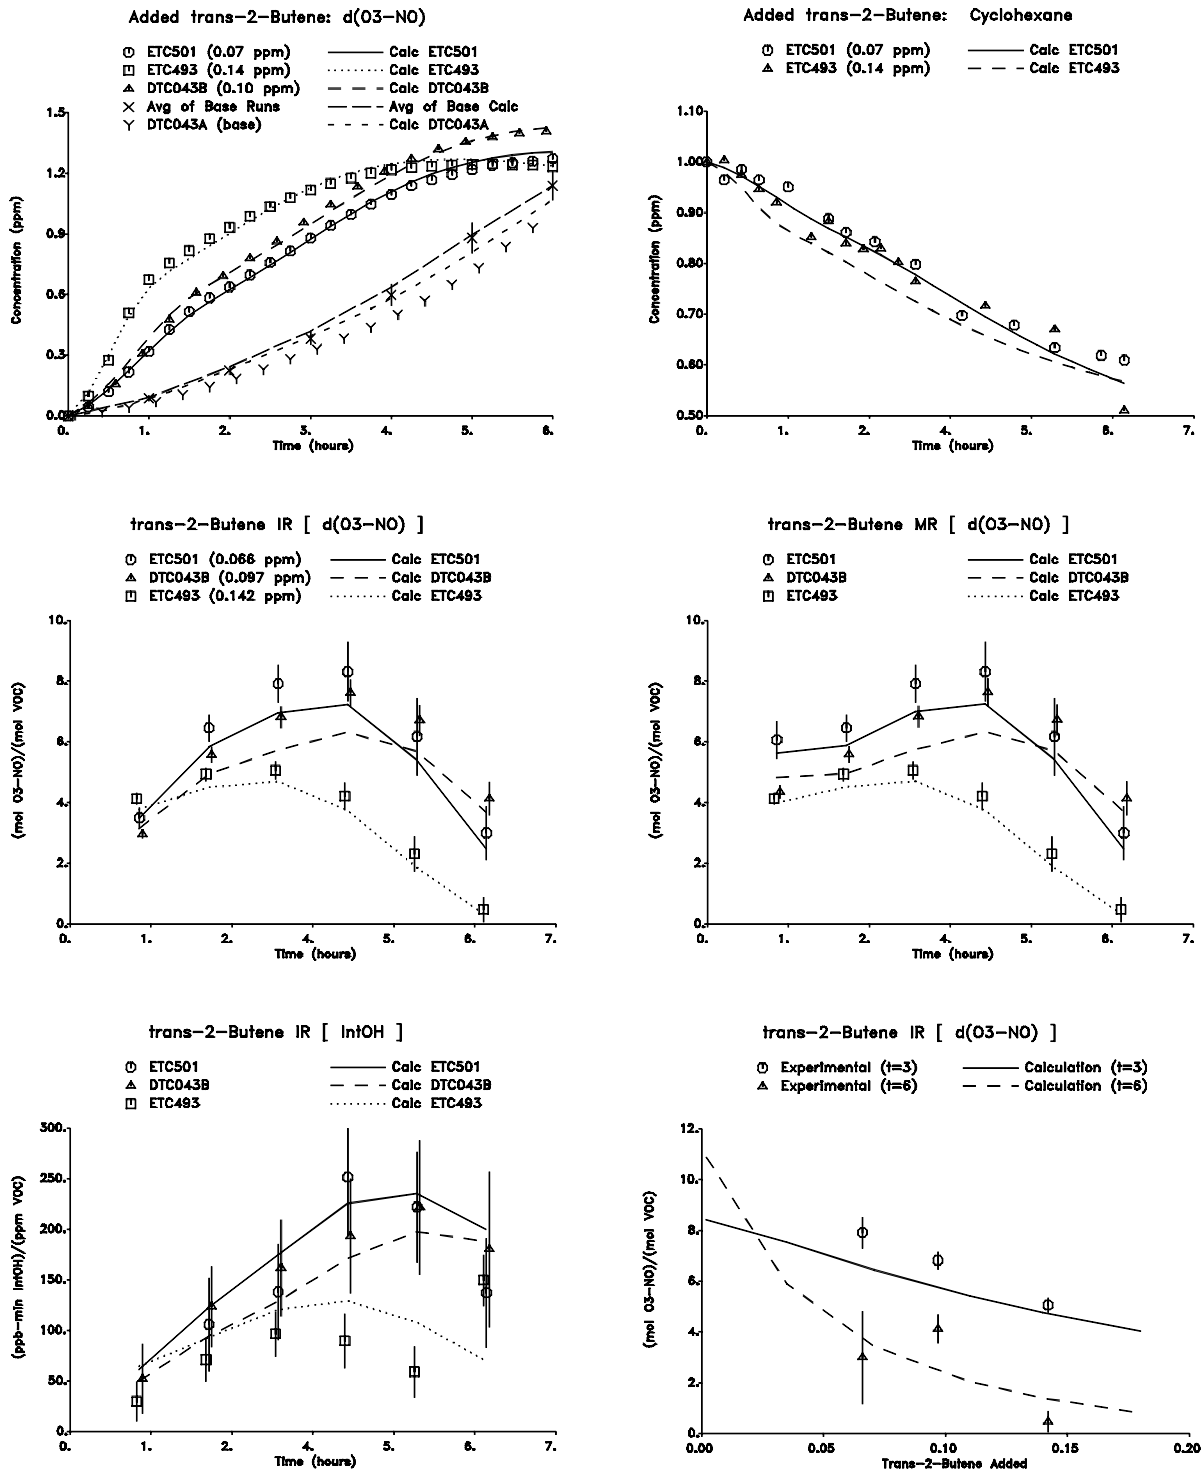 Added trans-2-Butene: d(O3-NO)
ETC501 (0.07 ppm) Calc ETC501
ETC493 (0.14 ppm) Calc ETC493
DTC043B (0.10 ppm) Calc DTC043B
Avg of Base Runs Avg of Base Calc
DTC043A (base) Calc DTC043A
Concentration (ppm)
1.5
1.2
0.9
0.6
0.3
0.0
0. 1. 2. 3. 4. 5. 6.
Time (hours)
Added trans-2-Butene: Cyclohexane
ETC501 (0.07 ppm) Calc ETC501
ETC493 (0.14 ppm) Calc ETC493
Concentration (ppm)
1.10
1.00
0.90
0.80
0.70
0.60
0.50
0. 1. 2. 3. 4. 5. 6. 7.
Time (hours)
trans-2-Butene IR [ d(O3-NO) ]
ETC501 (0.066 ppm) Calc ETC501
DTC043B (0.097 ppm) Calc DTC043B
ETC493 (0.142 ppm) Calc ETC493
(mol O3-NO)/(mol VOC)
10.
8.
6.
4.
2.
0.
0. 1. 2. 3. 4. 5. 6. 7.
Time (hours)
trans-2-Butene MR [ d(O3-NO) ]
ETC501 Calc ETC501
DTC043B Calc DTC043B
ETC493 Calc ETC493
(mol O3-NO)/(mol VOC)
10.
8.
6.
4.
2.
0.
0. 1. 2. 3. 4. 5. 6. 7.
Time (hours)
trans-2-Butene IR [ IntOH ]
ETC501 Calc ETC501
DTC043B Calc DTC043B
ETC493 Calc ETC493
(ppb-min IntOH)/(ppm VOC)
300.
250.
200.
150.
100.
50.
0.
0. 1. 2. 3. 4. 5. 6. 7.
Time (hours)
trans-2-Butene IR [ d(O3-NO) ]
Experimental (t=3) Calculation (t=3)
Experimental (t=6) Calculation (t=6)
(mol O3-NO)/(mol VOC)
12.
10.
8.
6.
4.
2.
0.
0.00 0.05 0.10 0.15 0.20
Trans-2-Butene Added